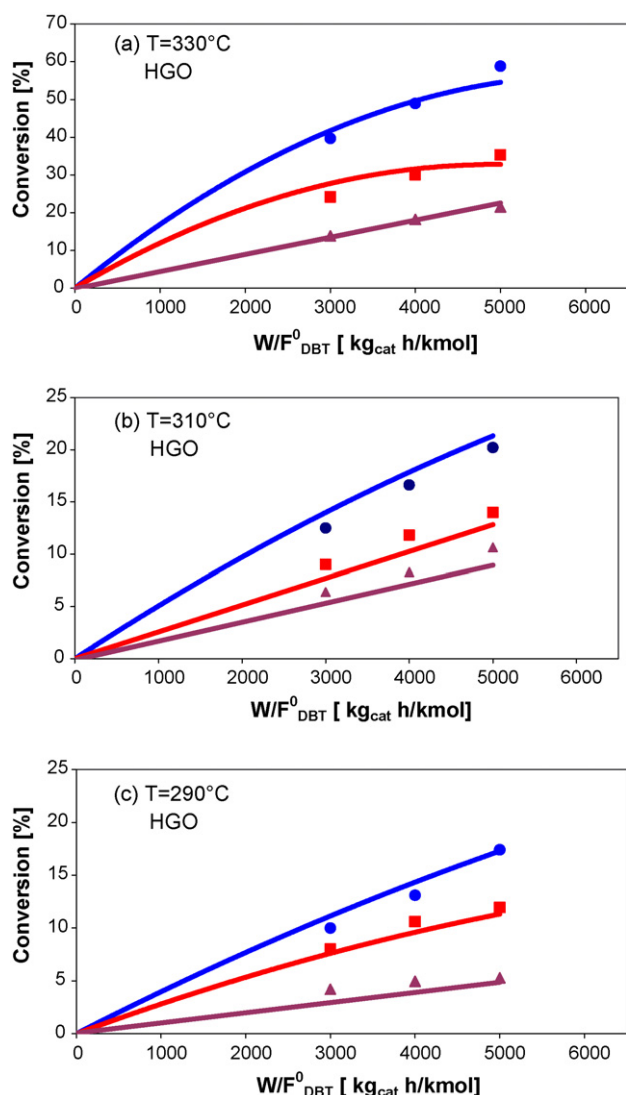 (a) T=330°C
HGO
Conversion [%]
70
60
50
40
30
20
10
0
0 1000 2000 3000 4000 5000 6000
W/F⁰DBT [ kgcat h/kmol]
(b) T=310°C
HGO
Conversion [%]
25
20
15
10
5
0
0 1000 2000 3000 4000 5000 6000
W/F⁰DBT [ kgcat h/kmol]
(c) T=290°C
HGO
Conversion [%]
25
20
15
10
5
0
0 1000 2000 3000 4000 5000 6000
W/F⁰DBT [ kgcat h/kmol]